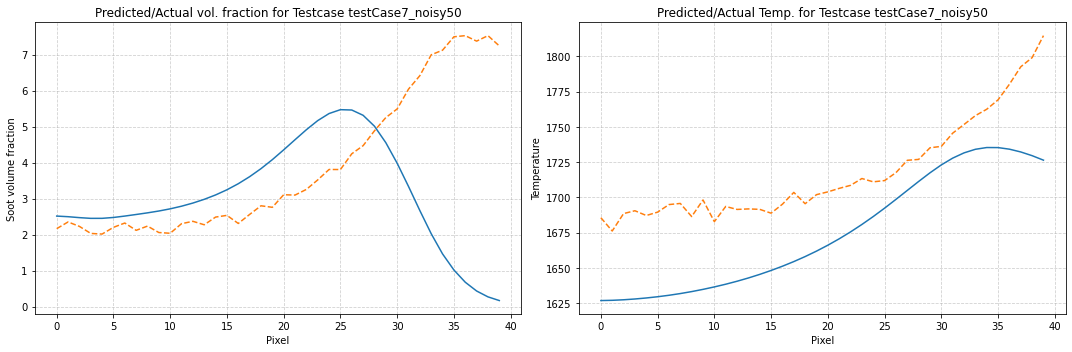 Predicted/Actual vol. fraction for Testcase testCase7_noisy50
Soot volume fraction
7
6
5
4
3
2
1
0
0 5 10 15 20 25 30 35 40
Pixel
Predicted/Actual Temp. for Testcase testCase7_noisy50
Temperature
1800
1775
1750
1725
1700
1675
1650
1625
0 5 10 15 20 25 30 35 40
Pixel